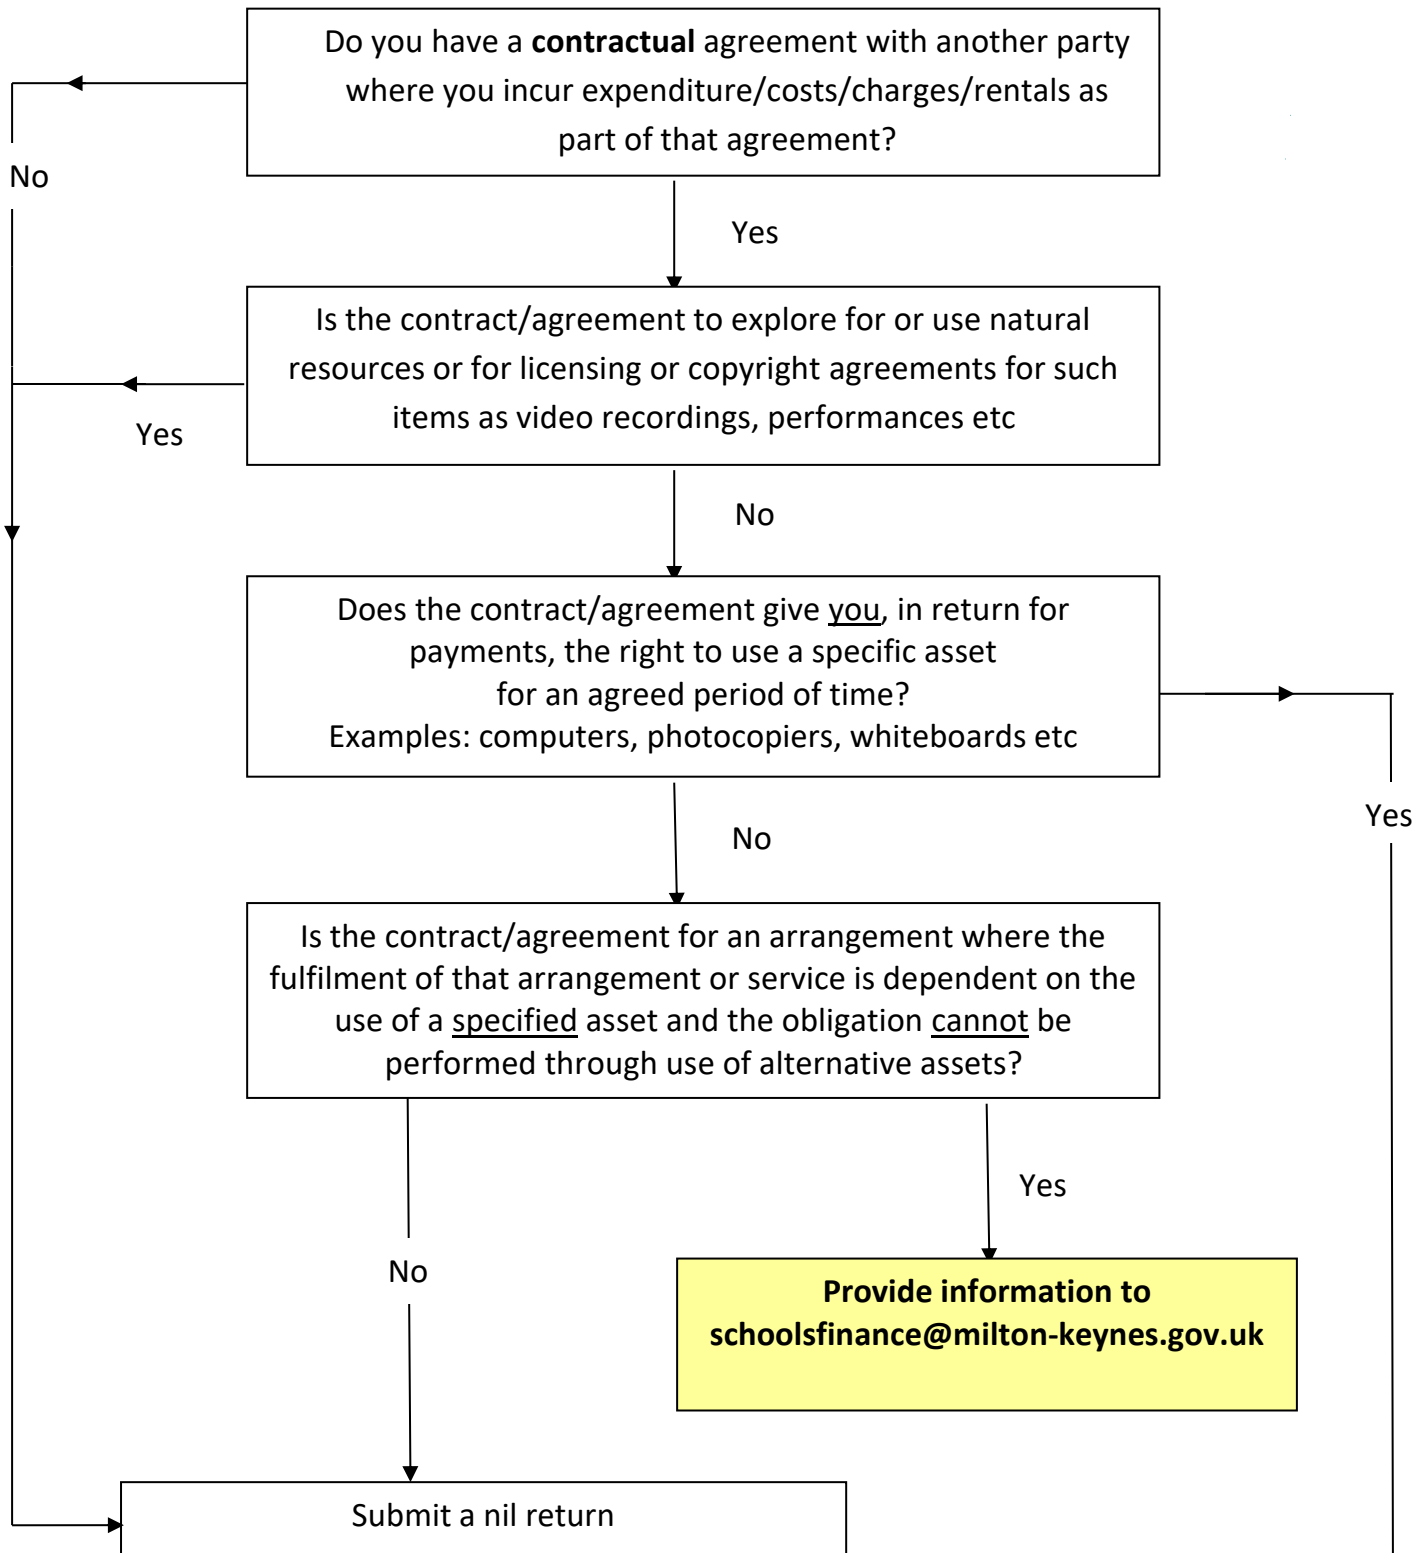 Do you have a contractual agreement with another party
where you incur expenditure/costs/charges/rentals as
part of that agreement?
No
Yes
Is the contract/agreement to explore for or use natural
resources or for licensing or copyright agreements for such
items as video recordings, performances etc
Yes
No
Does the contract/agreement give you, in return for
payments, the right to use a specific asset
for an agreed period of time?
Examples: computers, photocopiers, whiteboards etc
Yes
No
Is the contract/agreement for an arrangement where the
fulfilment of that arrangement or service is dependent on the
use of a specified asset and the obligation cannot be
performed through use of alternative assets?
Yes
No
Provide information to
schoolsfinance@milton-keynes.gov.uk
Submit a nil return